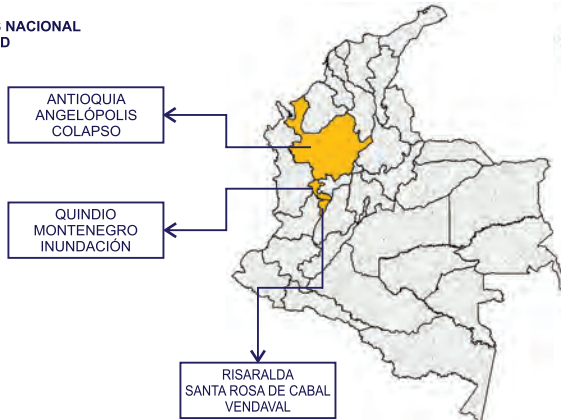 NACIONAL
D
ANTIOQUIA
ANGELÓPOLIS
COLAPSO
QUINDIO
MONTENEGRO
INUNDACIÓN
RISARALDA
SANTA ROSA DE CABAL
VENDAVAL